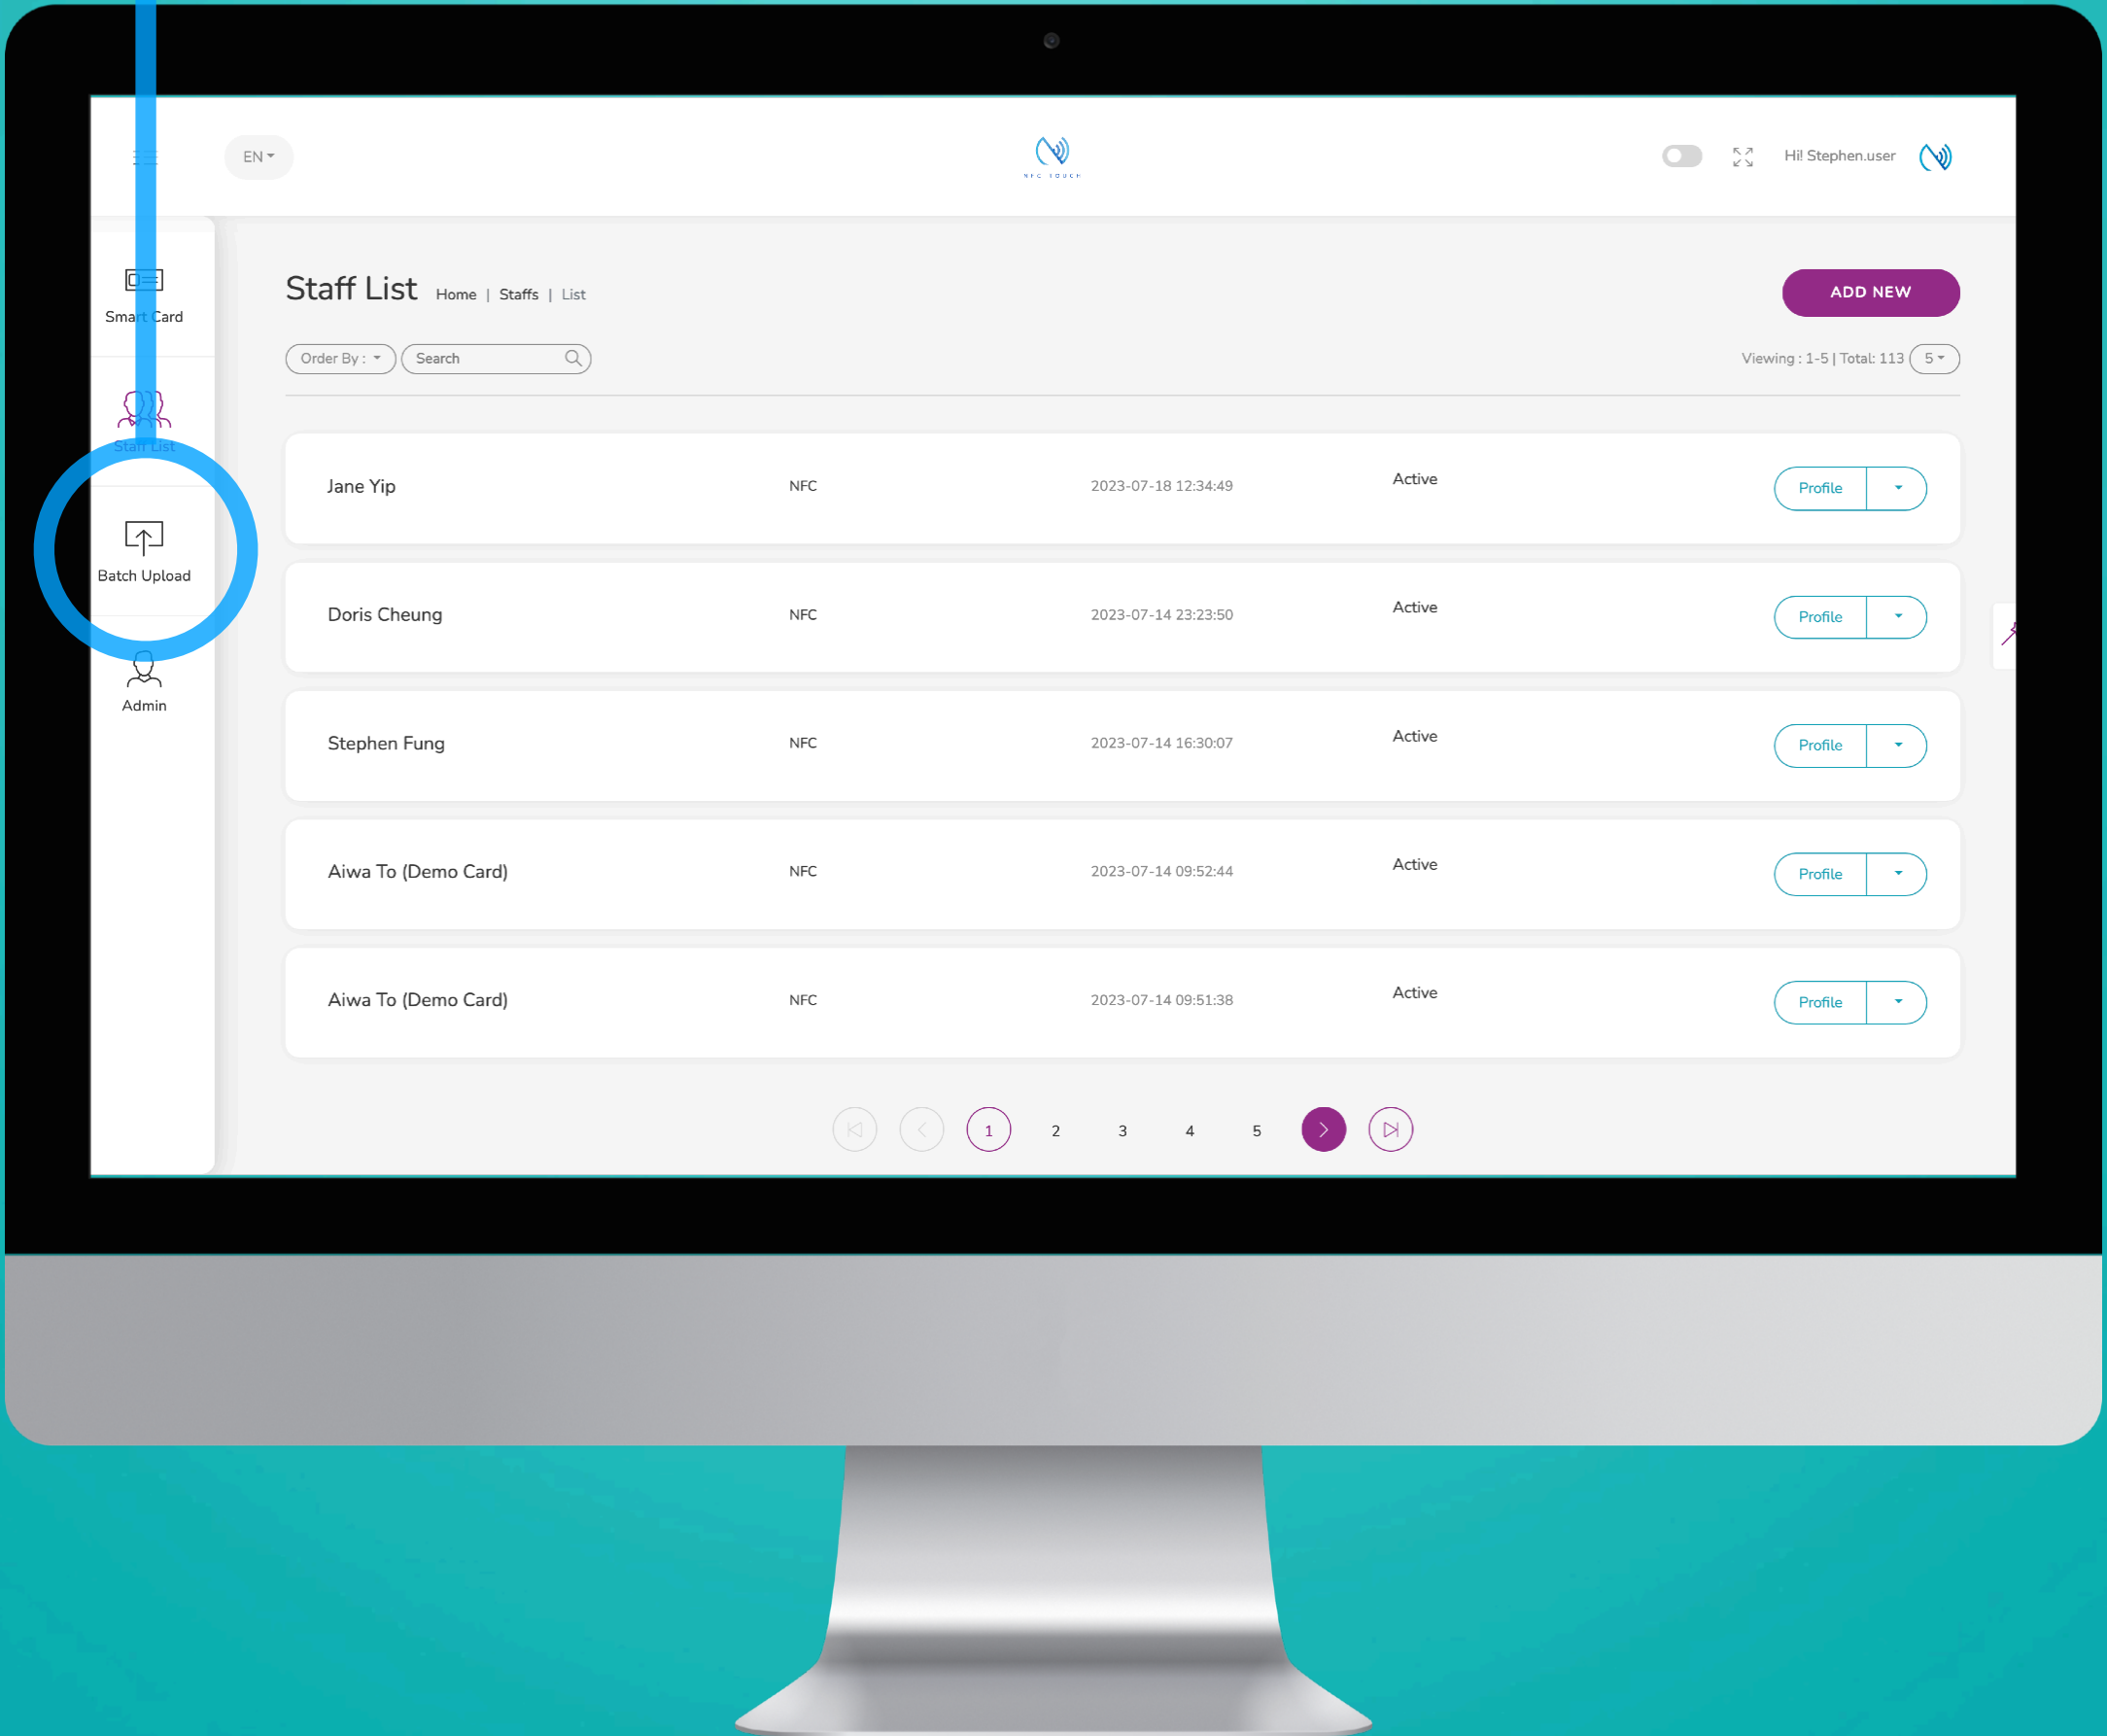 EN
NFC TOUCH
Hi! Stephen.user
Smart Card
Staff List
Batch Upload
Admin
Staff List Home | Staffs | List
ADD NEW
Order By : Search
Viewing : 1-5 | Total: 113 5
Jane Yip NFC 2023-07-18 12:34:49 Active Profile
Doris Cheung NFC 2023-07-14 23:23:50 Active Profile
Stephen Fung NFC 2023-07-14 16:30:07 Active Profile
Aiwa To (Demo Card) NFC 2023-07-14 09:52:44 Active Profile
Aiwa To (Demo Card) NFC 2023-07-14 09:51:38 Active Profile
1 2 3 4 5